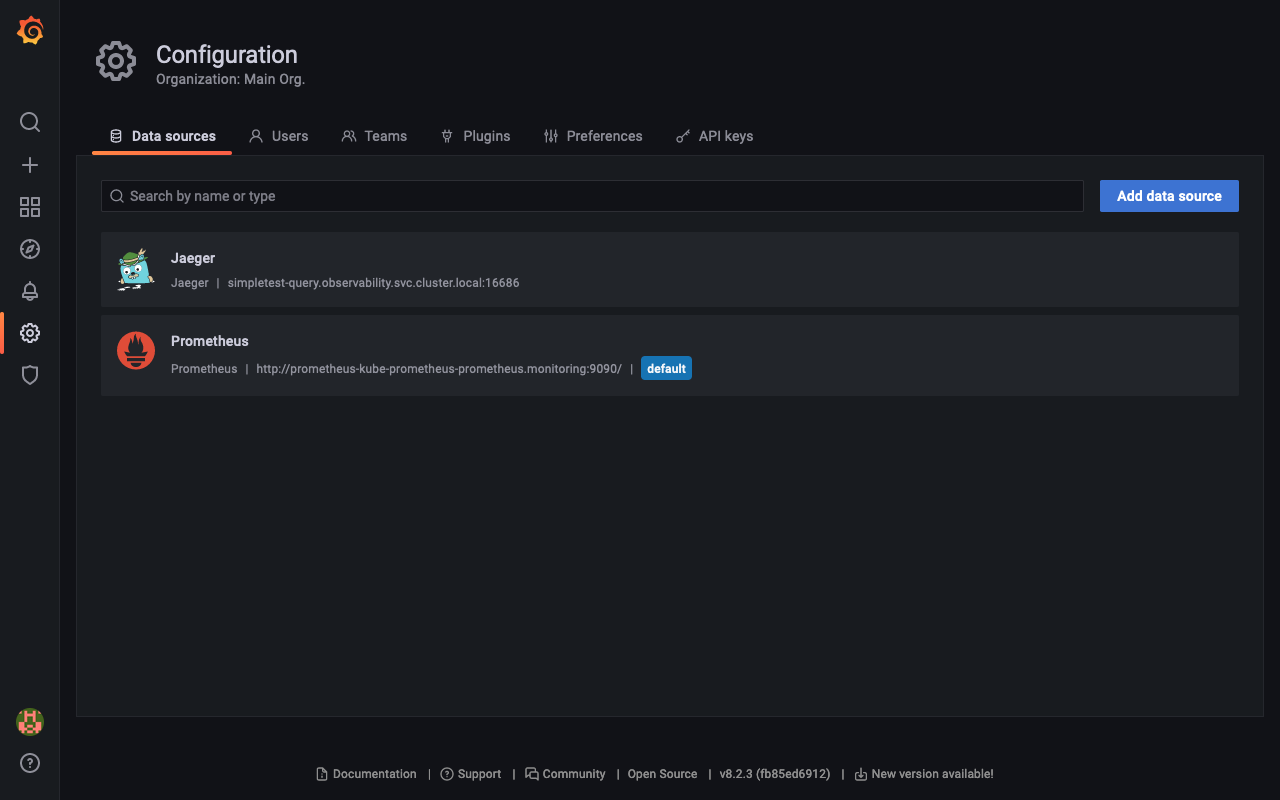 Configuration
Organization: Main Org.
Data sources Users Teams Plugins Preferences API keys
Search by name or type Add data source
Jaeger
Jaeger | simpletest-query.observability.svc.cluster.local:16686
Prometheus
Prometheus | http://prometheus-kube-prometheus-prometheus.monitoring:9090/ | default
Documentation | Support | Community | Open Source | v8.2.3 (fb85ed6912) | New version available!